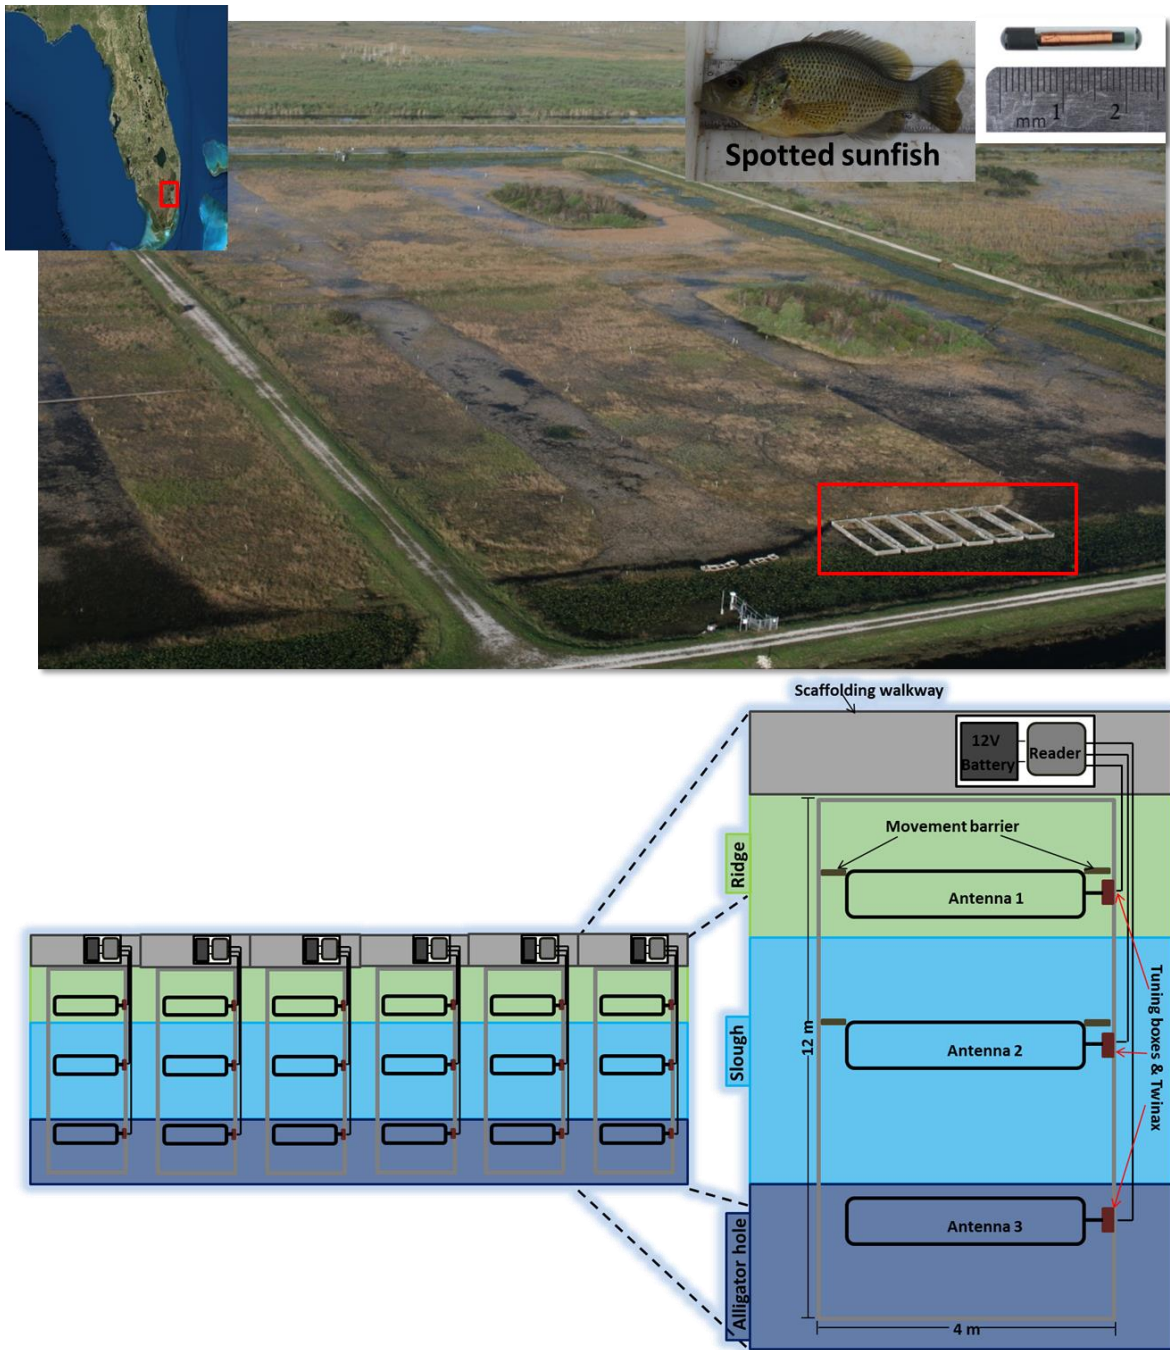 Spotted sunfish
mm 1 2
Scaffolding walkway
12V
Battery
Reader
Movement barrier
Ridge
Antenna 1
Slough
12 m
Antenna 2
Tuning boxes & Twinax
Alligator hole
Antenna 3
4 m